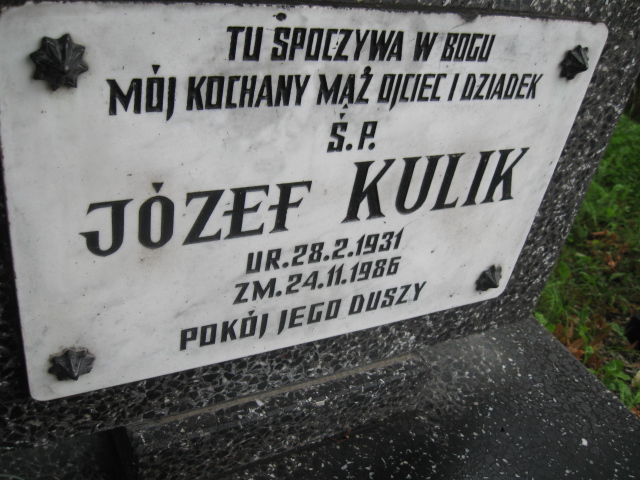 TU SPOCZYWA W BOGU
MÓJ KOCHANY MĄŻ OJCIEC I DZIADEK
Ś.P.
JÓZEF KULIK
UR.28.2.1931
ZM.24.11.1986
POKÓJ JEGO DUSZY